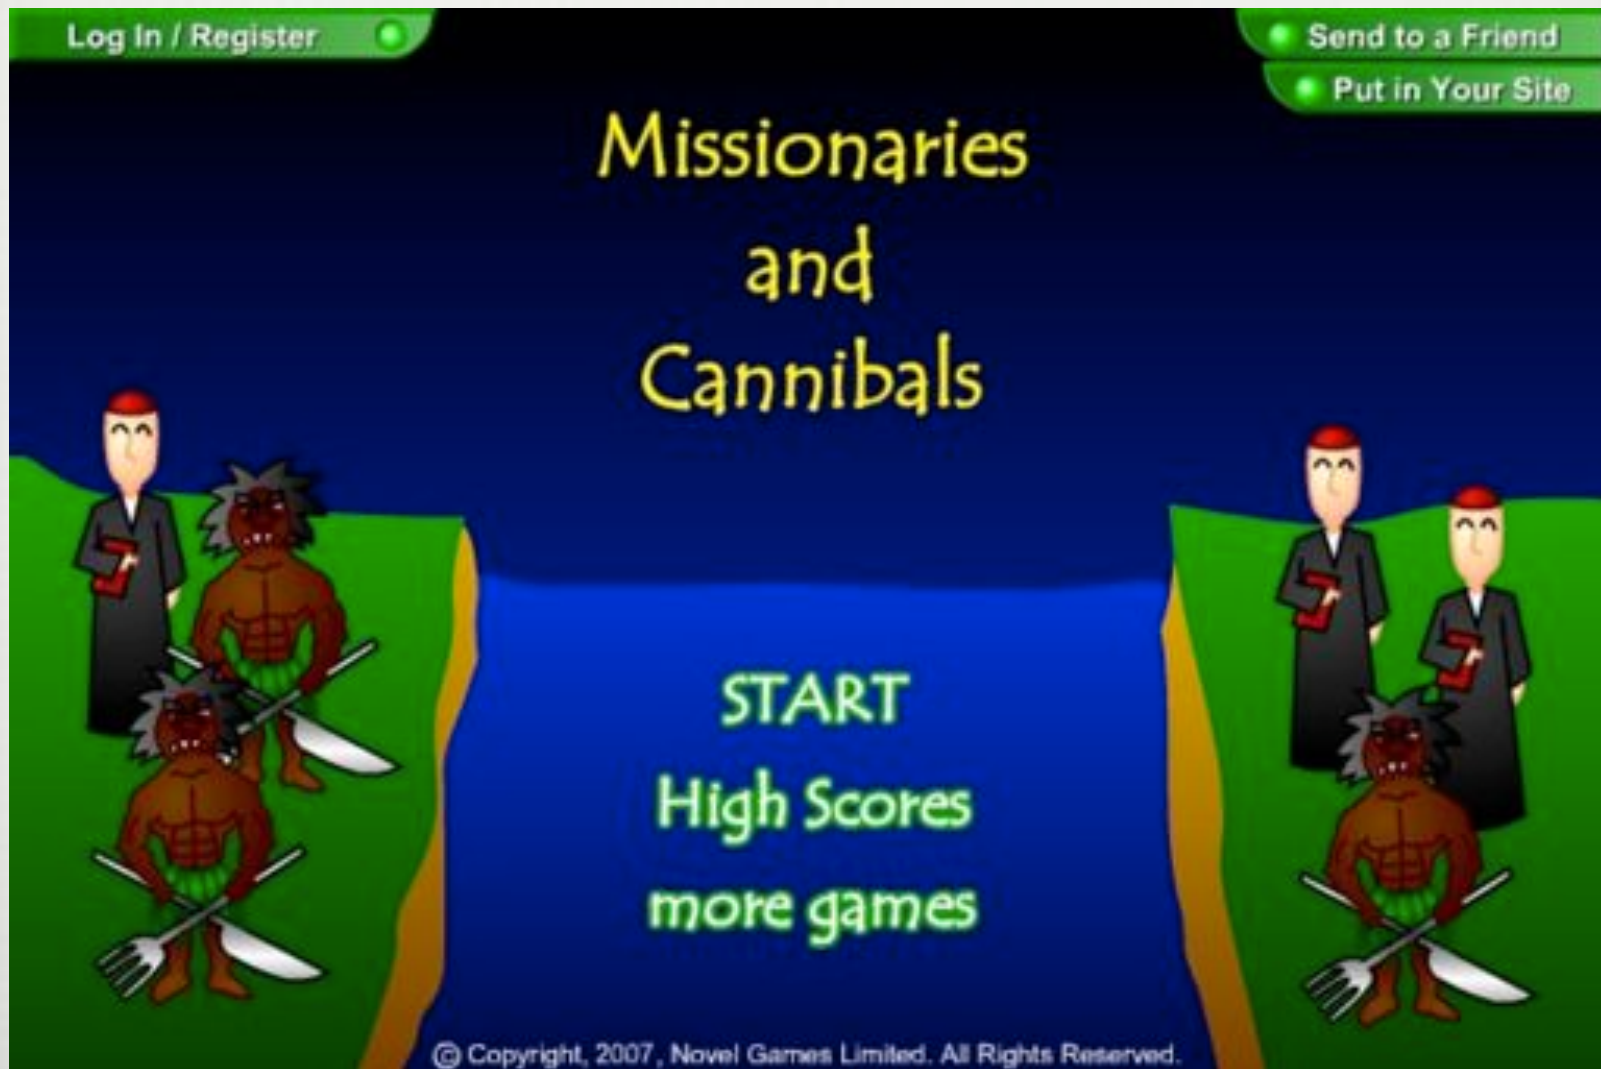 Log In / Register
Send to a Friend
Put in Your Site
Missionaries
and
Cannibals
START
High Scores
more games
© Copyright, 2007, Novel Games Limited. All Rights Reserved.